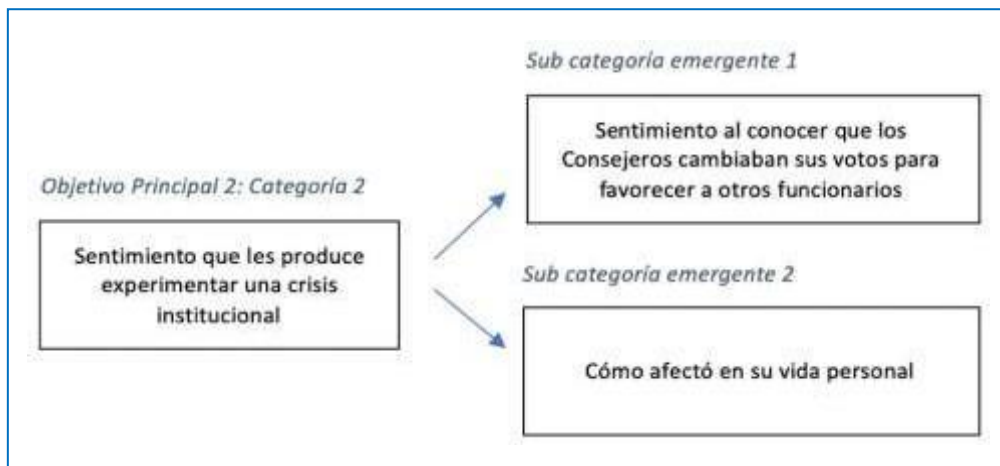 Sub categoría emergente 1
Sentimiento al conocer que los
Consejeros cambiaban sus votos para
favorecer a otros funcionarios
Objetivo Principal 2: Categoría 2
Sentimiento que les produce
experimentar una crisis
institucional
Sub categoría emergente 2
Cómo afectó en su vida personal